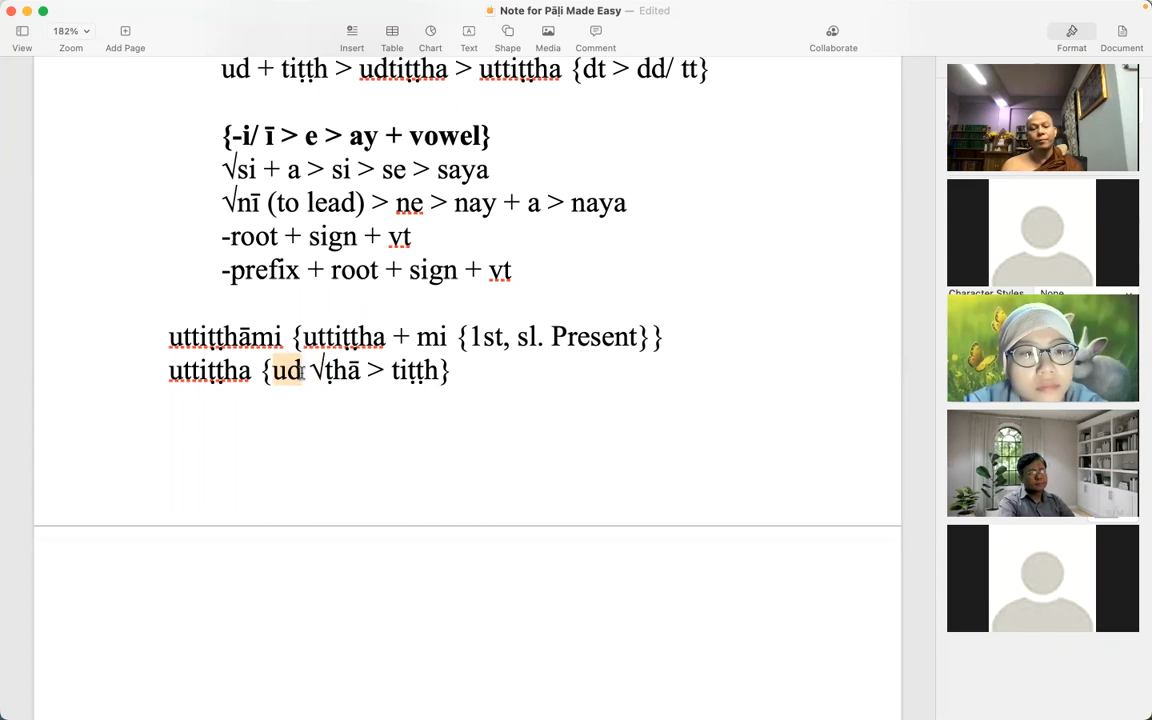 Note for Pāḷi Made Easy — Edited
182%
View Zoom Add Page Insert Table Chart Text Shape Media Comment Collaborate Format Document
ud + tiṭṭh > udtiṭṭha > uttiṭṭha {dt > dd/ tt}
{-i/ ī > e > ay + vowel}
√si + a > si > se > saya
√nī (to lead) > ne > nay + a > naya
-root + sign + vt
-prefix + root + sign + vt
uttiṭṭhāmi {uttiṭṭha + mi {1st, sl. Present}}
uttiṭṭha {ud √ṭhā > tiṭṭh}
Character Styles None